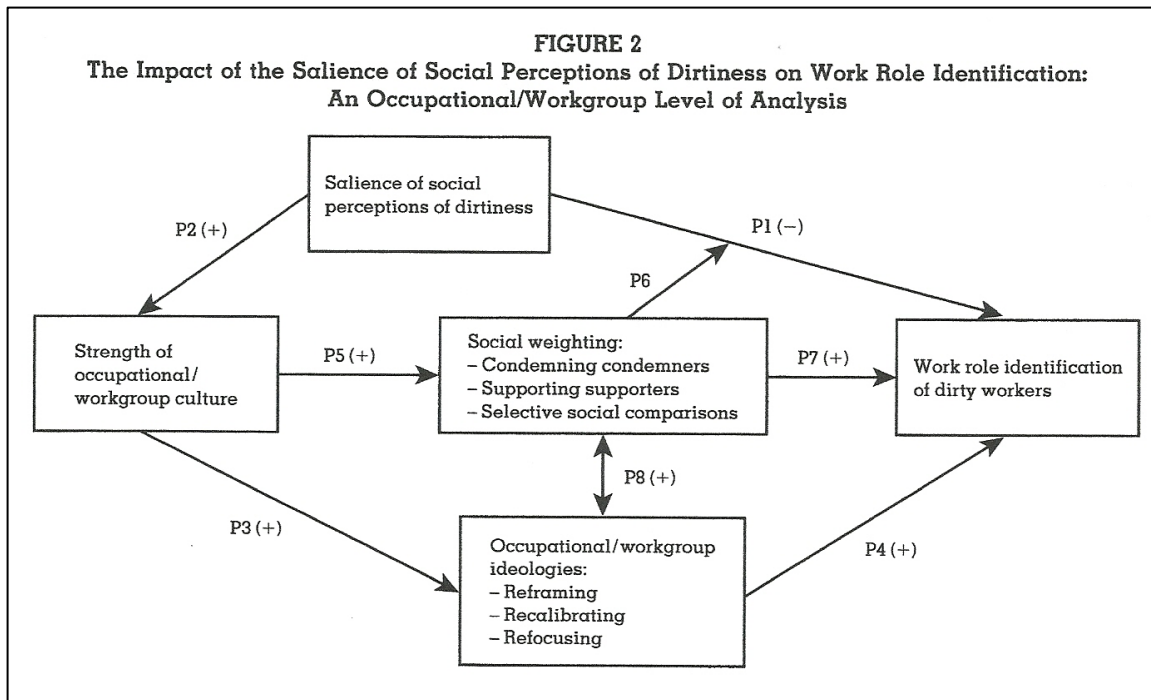 FIGURE 2
The Impact of the Salience of Social Perceptions of Dirtiness on Work Role Identification:
An Occupational/Workgroup Level of Analysis
Salience of social
perceptions of dirtiness
P2 (+)
P1 (–)
P6
Strength of
occupational/
workgroup culture
P5 (+)
Social weighting:
– Condemning condemners
– Supporting supporters
– Selective social comparisons
P7 (+)
Work role identification
of dirty workers
P8 (+)
P3 (+)
P4 (+)
Occupational/workgroup
ideologies:
– Reframing
– Recalibrating
– Refocusing